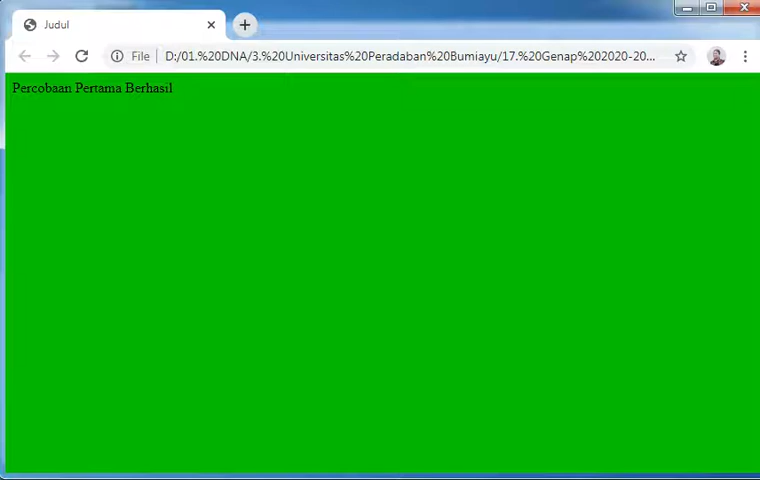 Judul
File
D:/01.%20DNA/3.%20Universitas%20Peradaban%20Bumiayu/17.%20Genap%202020-20...
Percobaan Pertama Berhasil